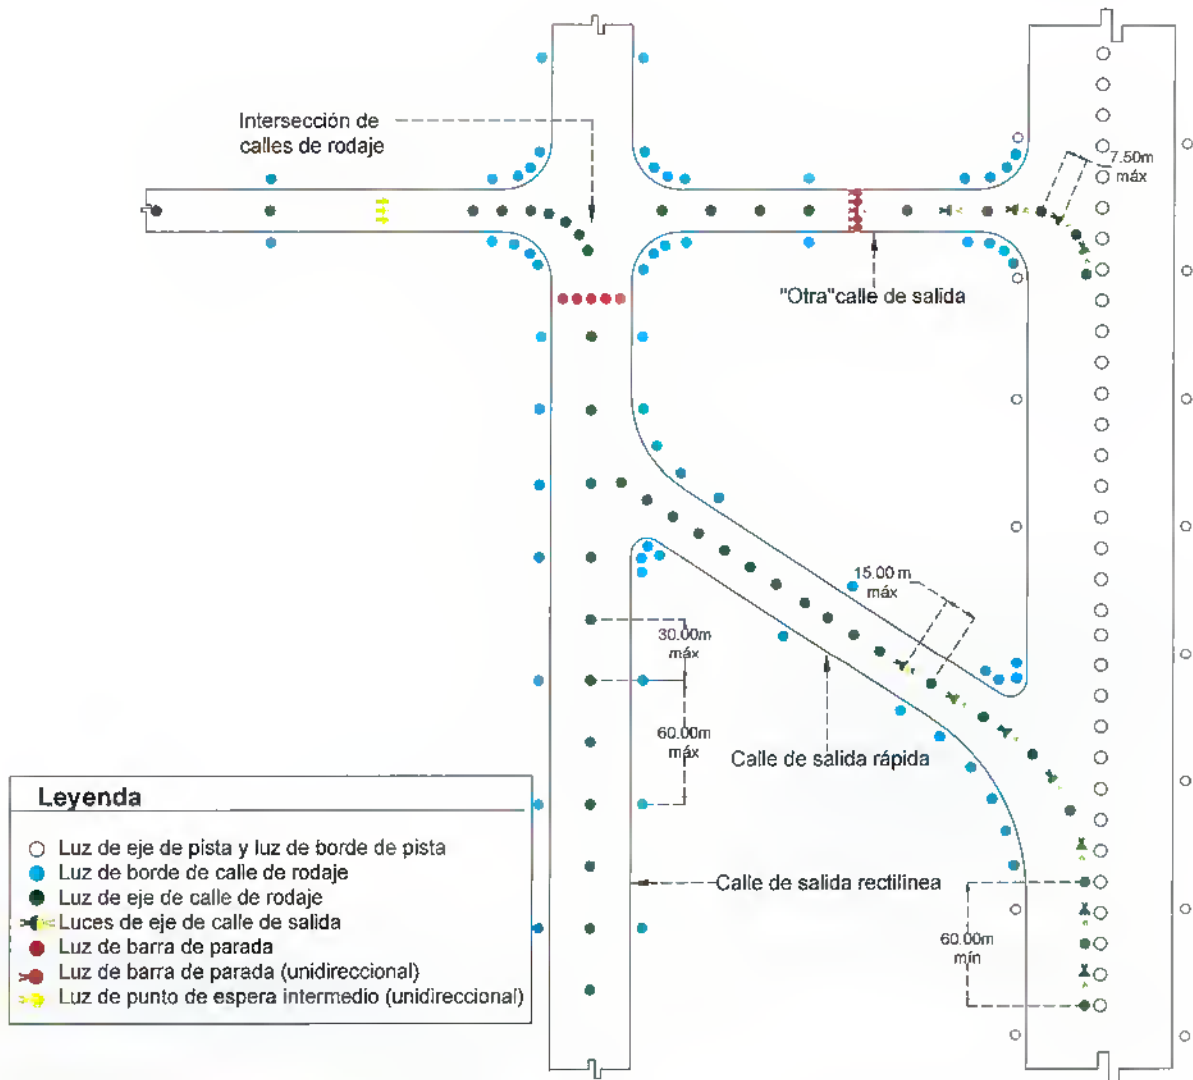 Intersección de
calles de rodaje
7.50m
máx
"Otra"calle de salida
15.00 m
máx
30.00m
máx
60.00m
máx
Calle de salida rápida
Calle de salida rectilínea
60.00m
mín
Leyenda
Luz de eje de pista y luz de borde de pista
Luz de borde de calle de rodaje
Luz de eje de calle de rodaje
Luces de eje de calle de salida
Luz de barra de parada
Luz de barra de parada (unidireccional)
Luz de punto de espera intermedio (unidireccional)